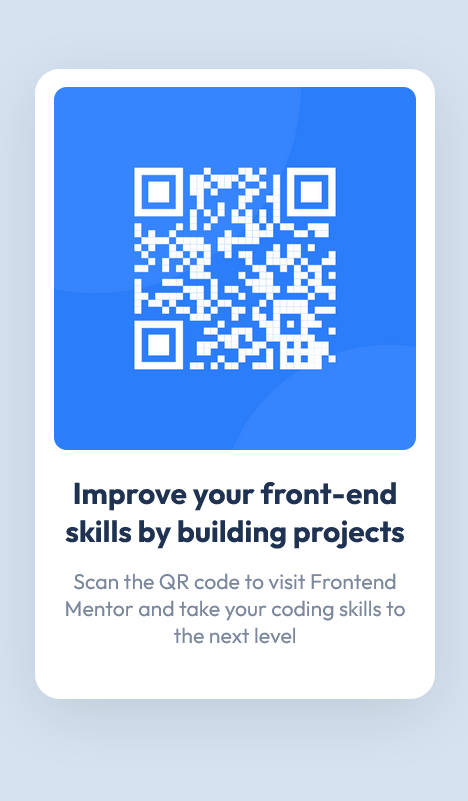 Improve your front-end
skills by building projects
Scan the QR code to visit Frontend
Mentor and take your coding skills to
the next level